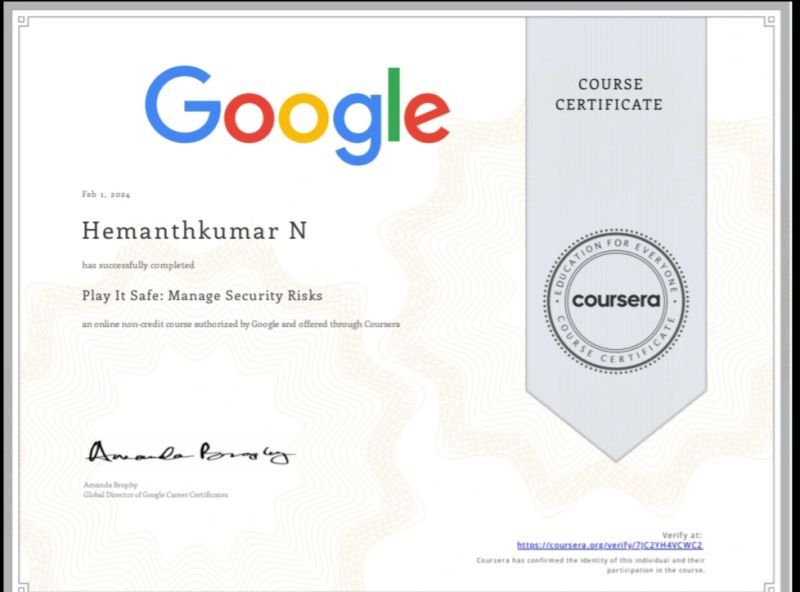 Google
COURSE
CERTIFICATE
Feb 1, 2024
Hemanthkumar N
has successfully completed
Play It Safe: Manage Security Risks
an online non-credit course authorized by Google and offered through Coursera
EDUCATION FOR EVERYONE
coursera
COURSE CERTIFICATE
Amanda Brophy
Amanda Brophy
Global Director of Google Career Certificates
Verify at:
https://coursera.org/verify/7JC2YH4VCWC2
Coursera has confirmed the identity of this individual and their
participation in the course.